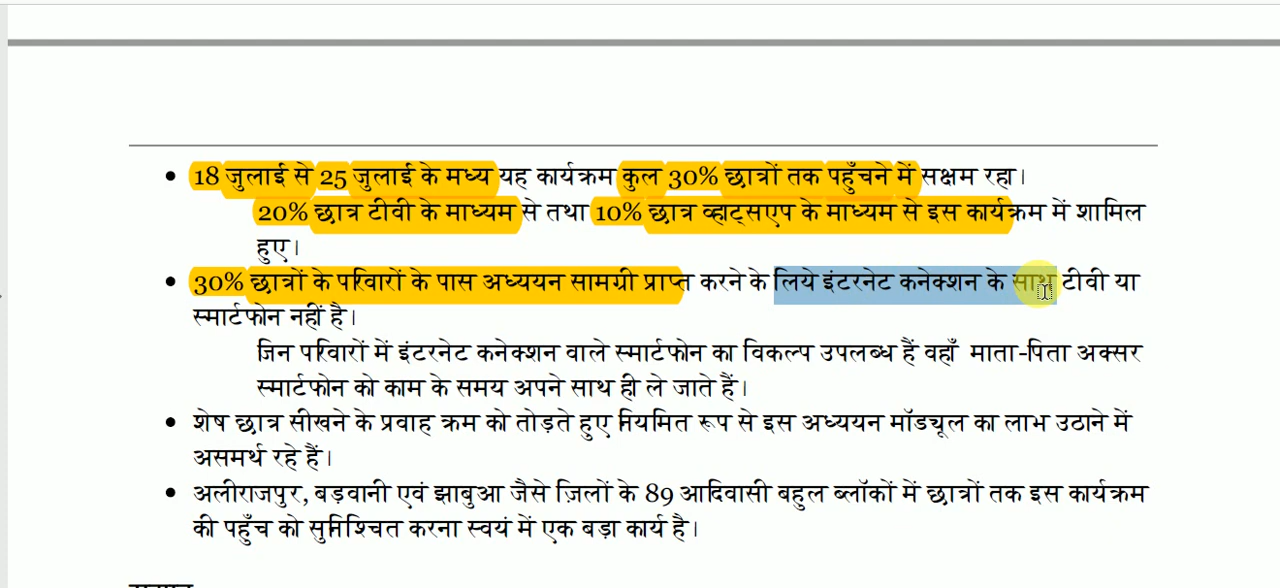 • 18 जुलाई से 25 जुलाई के मध्य यह कार्यक्रम कुल 30% छात्रों तक पहुँचने में सक्षम रहा।
20% छात्र टीवी के माध्यम से तथा 10% छात्र व्हाट्सएप के माध्यम से इस कार्यक्रम में शामिल
हुए।
• 30% छात्रों के परिवारों के पास अध्ययन सामग्री प्राप्त करने के लिये इंटरनेट कनेक्शन के साथ टीवी या
स्मार्टफोन नहीं है।
जिन परिवारों में इंटरनेट कनेक्शन वाले स्मार्टफोन का विकल्प उपलब्ध हैं वहाँ माता-पिता अक्सर
स्मार्टफोन को काम के समय अपने साथ ही ले जाते हैं।
• शेष छात्र सीखने के प्रवाह क्रम को तोड़ते हुए नियमित रूप से इस अध्ययन मॉड्यूल का लाभ उठाने में
असमर्थ रहे हैं।
• अलीराजपुर, बड़वानी एवं झाबुआ जैसे ज़िलों के 89 आदिवासी बहुल ब्लॉकों में छात्रों तक इस कार्यक्रम
की पहुँच को सुनिश्चित करना स्वयं में एक बड़ा कार्य है।